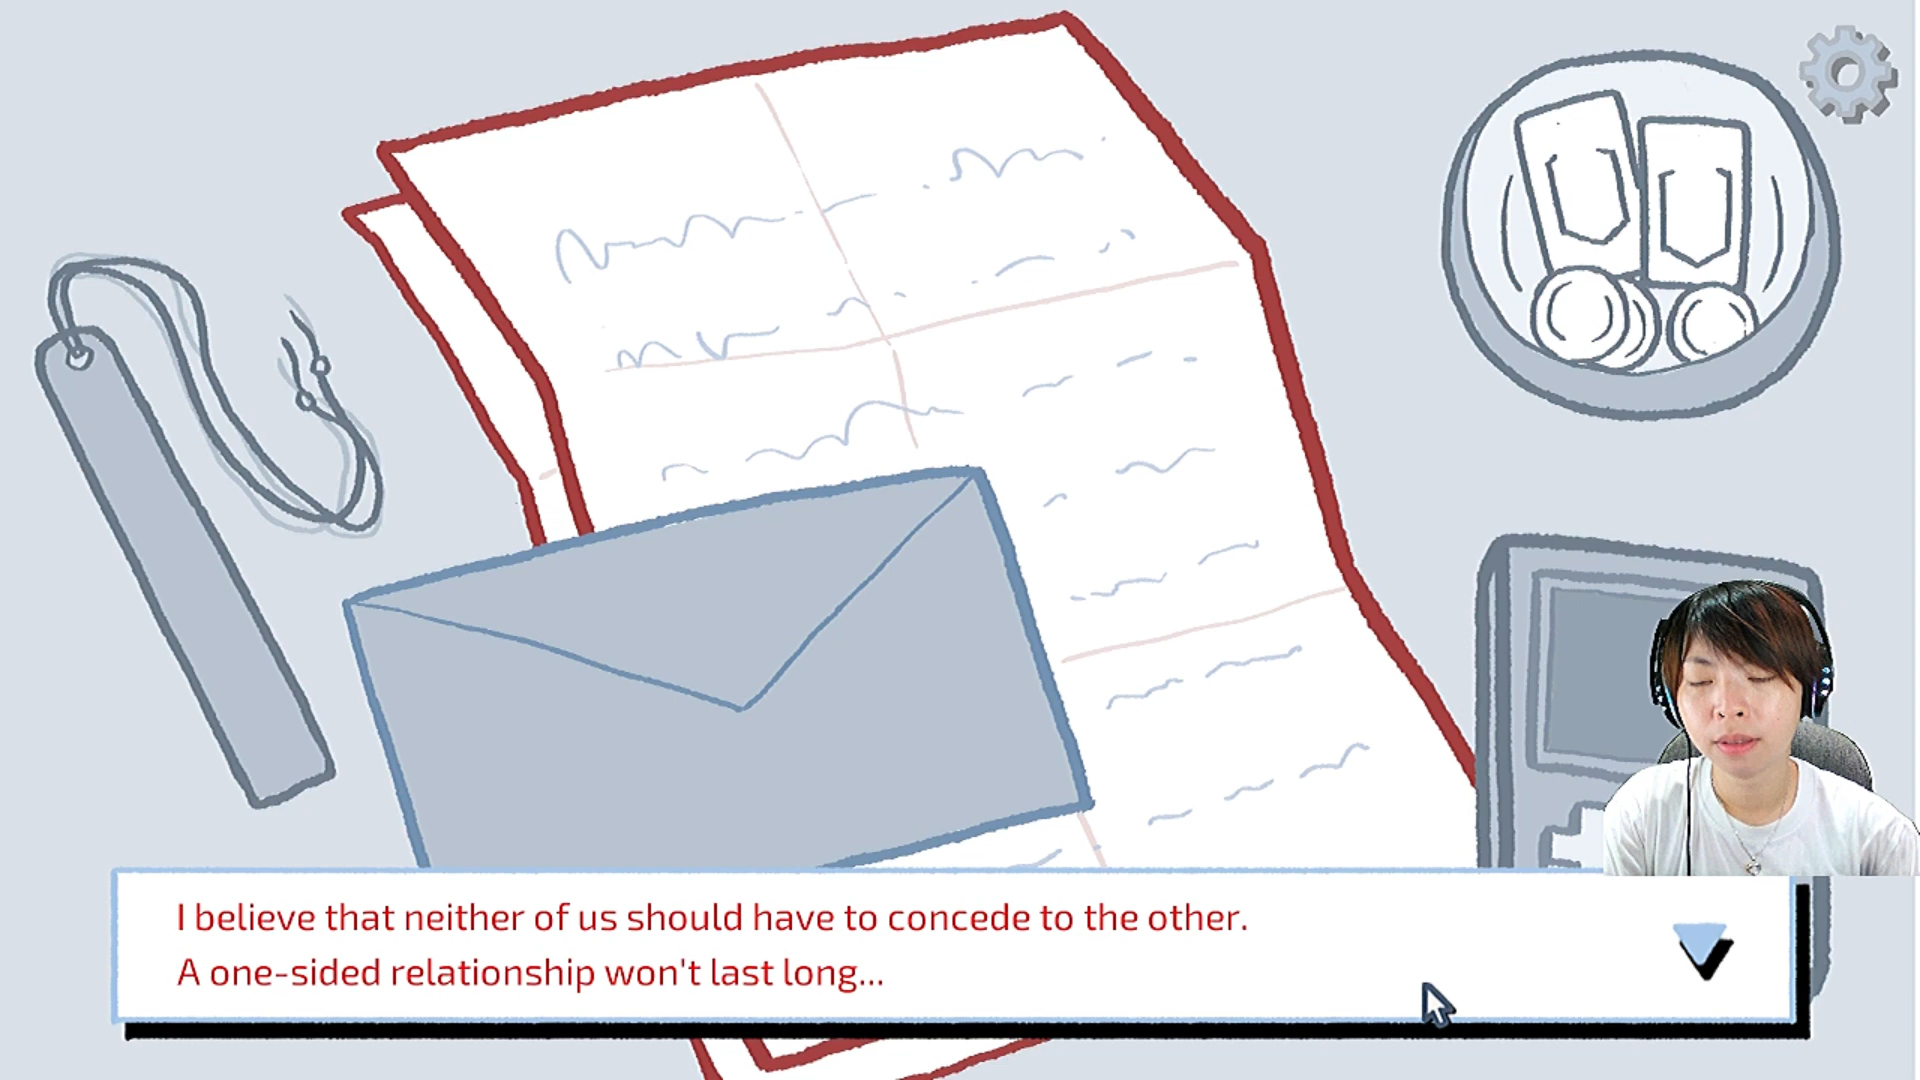 I believe that neither of us should have to concede to the other.
A one-sided relationship won't last long...